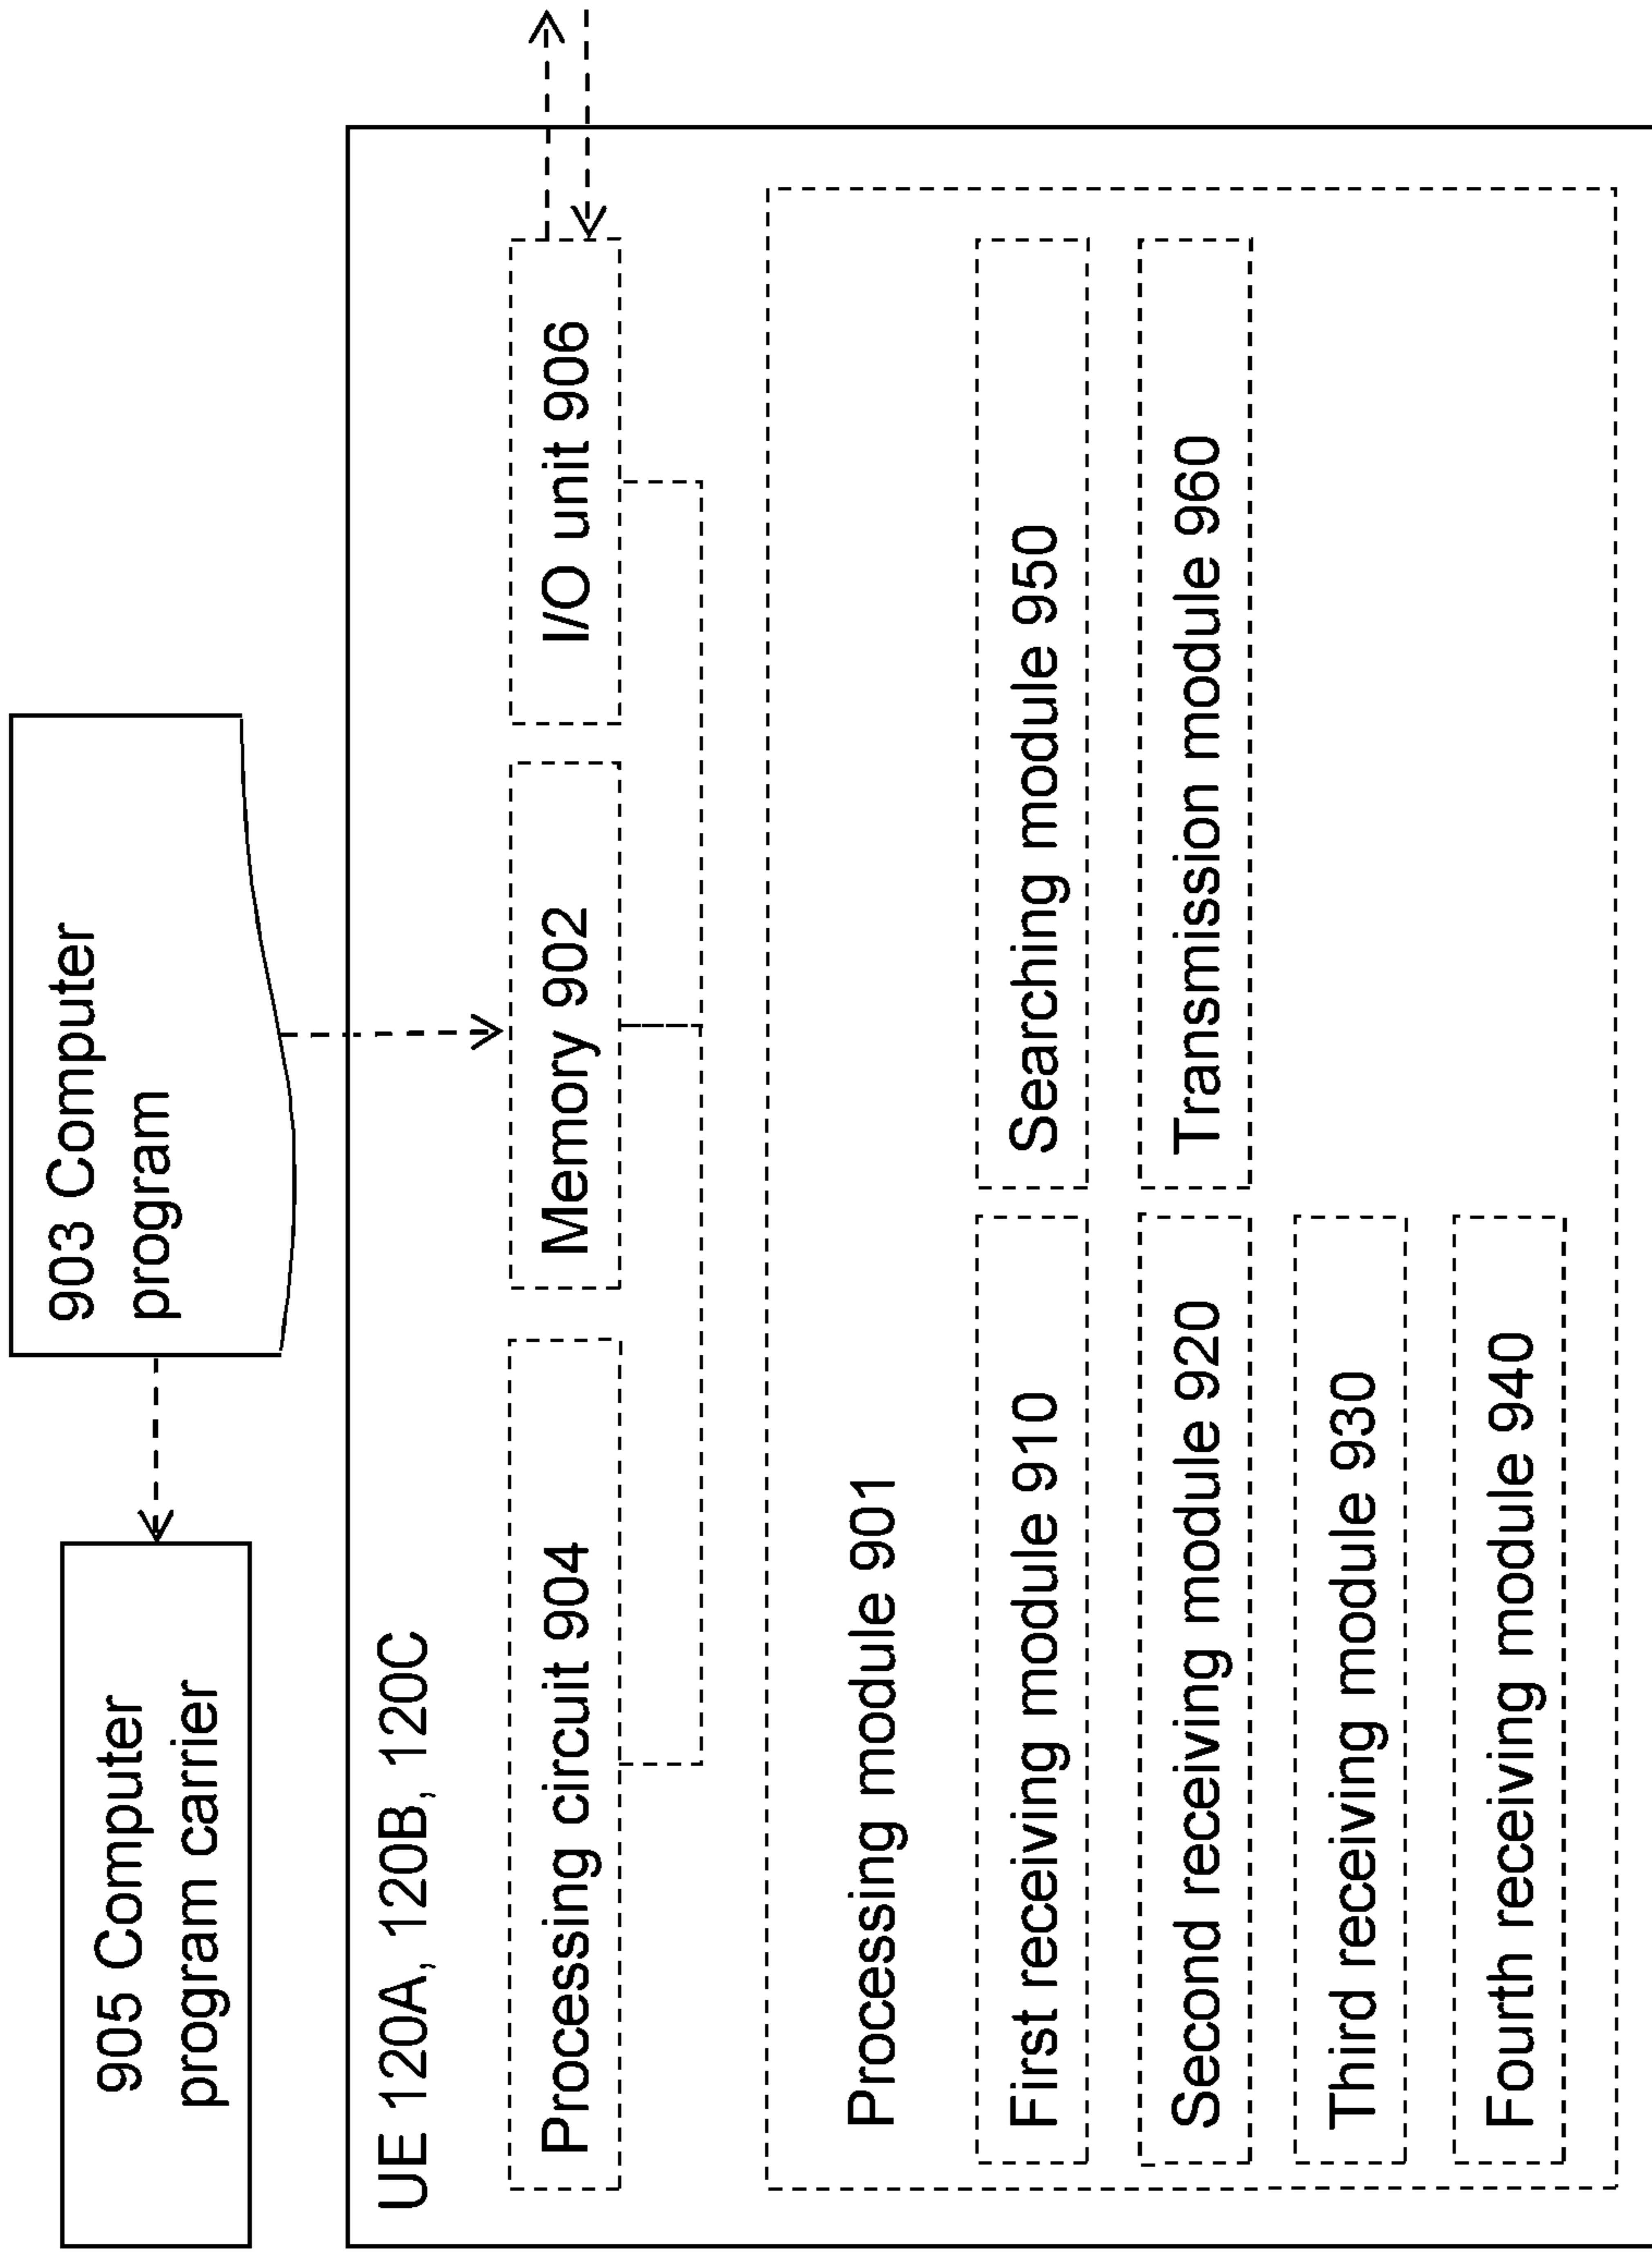 905 Computer
program carrier
903 Computer
program
UE 120A, 120B, 120C
Processing circuit 904
Memory 902
I/O unit 906
Processing module 901
First receiving module 910
Searching module 950
Second receiving module 920
Transmission module 960
Third receiving module 930
Fourth receiving module 940